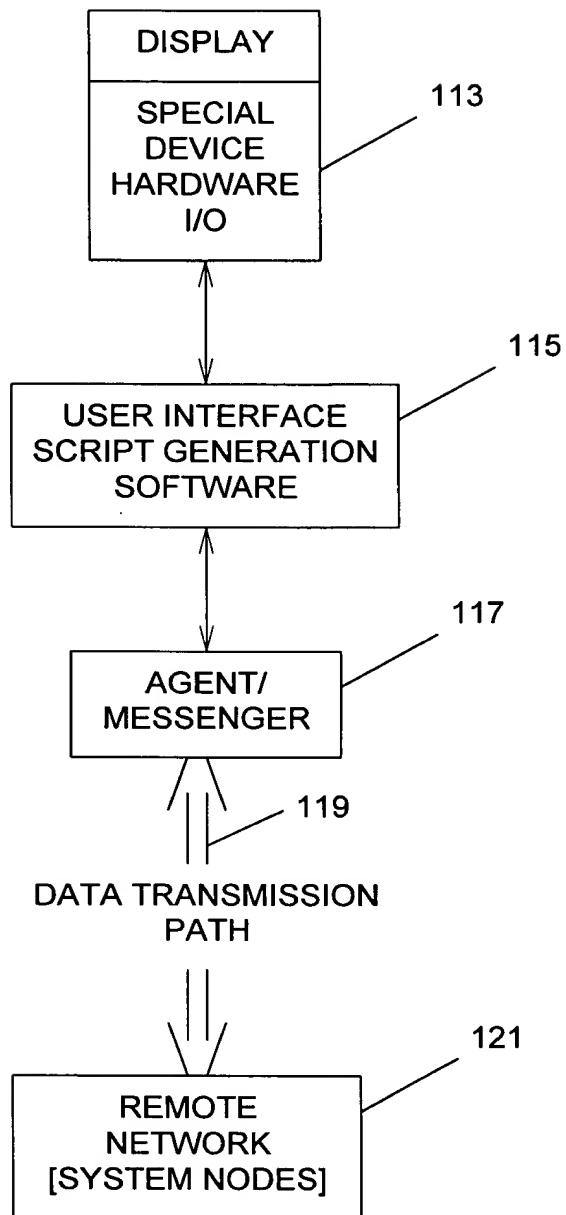 DISPLAY
SPECIAL
DEVICE
HARDWARE
I/O
113
USER INTERFACE
SCRIPT GENERATION
SOFTWARE
115
AGENT/
MESSENGER
117
119
DATA TRANSMISSION
PATH
REMOTE
NETWORK
[SYSTEM NODES]
121